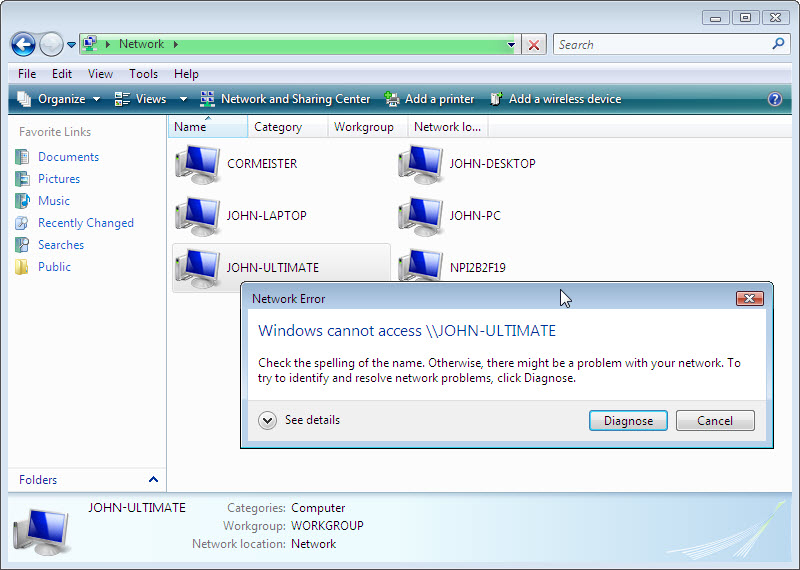 Network
Search
File Edit View Tools Help
Organize Views Network and Sharing Center Add a printer Add a wireless device
Favorite Links
Documents
Pictures
Music
Recently Changed
Searches
Public
Folders
Name Category Workgroup Network lo...
CORMEISTER JOHN-DESKTOP
JOHN-LAPTOP JOHN-PC
JOHN-ULTIMATE NPI2B2F19
Network Error
Windows cannot access \\JOHN-ULTIMATE
Check the spelling of the name. Otherwise, there might be a problem with your network. To
try to identify and resolve network problems, click Diagnose.
See details Diagnose Cancel
JOHN-ULTIMATE Categories: Computer
Workgroup: WORKGROUP
Network location: Network